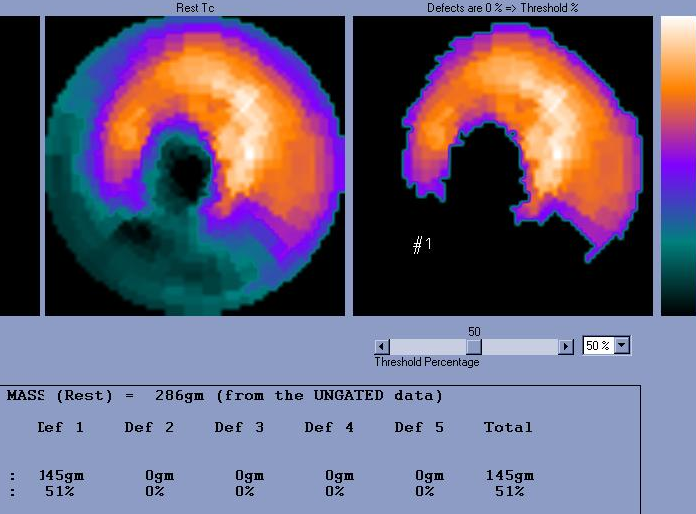 Rest Tc
Defects are 0 % => Threshold %
#1
50
50 %
Threshold Percentage
MASS (Rest) = 286gm (from the UNGATED data)
Def 1 Def 2 Def 3 Def 4 Def 5 Total
: 145gm 0gm 0gm 0gm 0gm 145gm
: 51% 0% 0% 0% 0% 51%